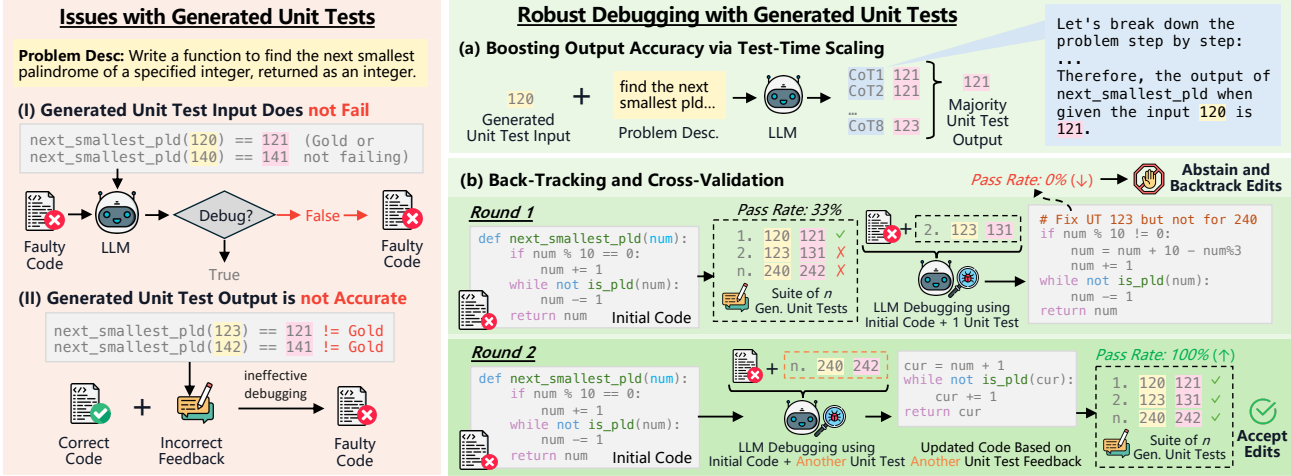 Issues with Generated Unit Tests
Problem Desc: Write a function to find the next smallest
palindrome of a specified integer, returned as an integer.
(I) Generated Unit Test Input Does not Fail
next_smallest_pld(120) == 121 (Gold or
next_smallest_pld(140) == 141 not failing)
Faulty
Code
LLM
Debug?
False
True
Faulty
Code
(II) Generated Unit Test Output is not Accurate
next_smallest_pld(123) == 121 != Gold
next_smallest_pld(142) == 141 != Gold
ineffective
debugging
+
Correct
Code
Incorrect
Feedback
Faulty
Code
Robust Debugging with Generated Unit Tests
(a) Boosting Output Accuracy via Test-Time Scaling
120
Generated
Unit Test Input
+
find the next
smallest pld…
Problem Desc.
LLM
CoT1 121
CoT2 121
…
CoT8 123
121
Majority
Unit Test
Output
Let's break down the
problem step by step:
...
Therefore, the output of
next_smallest_pld when
given the input 120 is
121.
(b) Back-Tracking and Cross-Validation
Pass Rate: 0% (↓)
Abstain and
Backtrack Edits
Round 1
def next_smallest_pld(num):
if num % 10 == 0:
num += 1
while not is_pld(num):
num −= 1
return num
Initial Code
Pass Rate: 33%
1. 120 121 ✓
2. 123 131 ✗
n. 240 242 ✗
Suite of n
Gen. Unit Tests
+ 2. 123 131
LLM Debugging using
Initial Code + 1 Unit Test
# Fix UT 123 but not for 240
if num % 10 != 0:
num = num + 10 − num%3
num += 1
while not is_pld(num):
num −= 1
return num
Round 2
def next_smallest_pld(num):
if num % 10 == 0:
num += 1
while not is_pld(num):
num −= 1
return num
Initial Code
+ n. 240 242
LLM Debugging using
Initial Code + Another Unit Test
cur = num + 1
while not is_pld(cur):
cur += 1
return cur
Updated Code Based on
Another Unit Test Feedback
Pass Rate: 100% (↑)
1. 120 121 ✓
2. 123 131 ✓
n. 240 242 ✓
Suite of n
Gen. Unit Tests
Accept
Edits